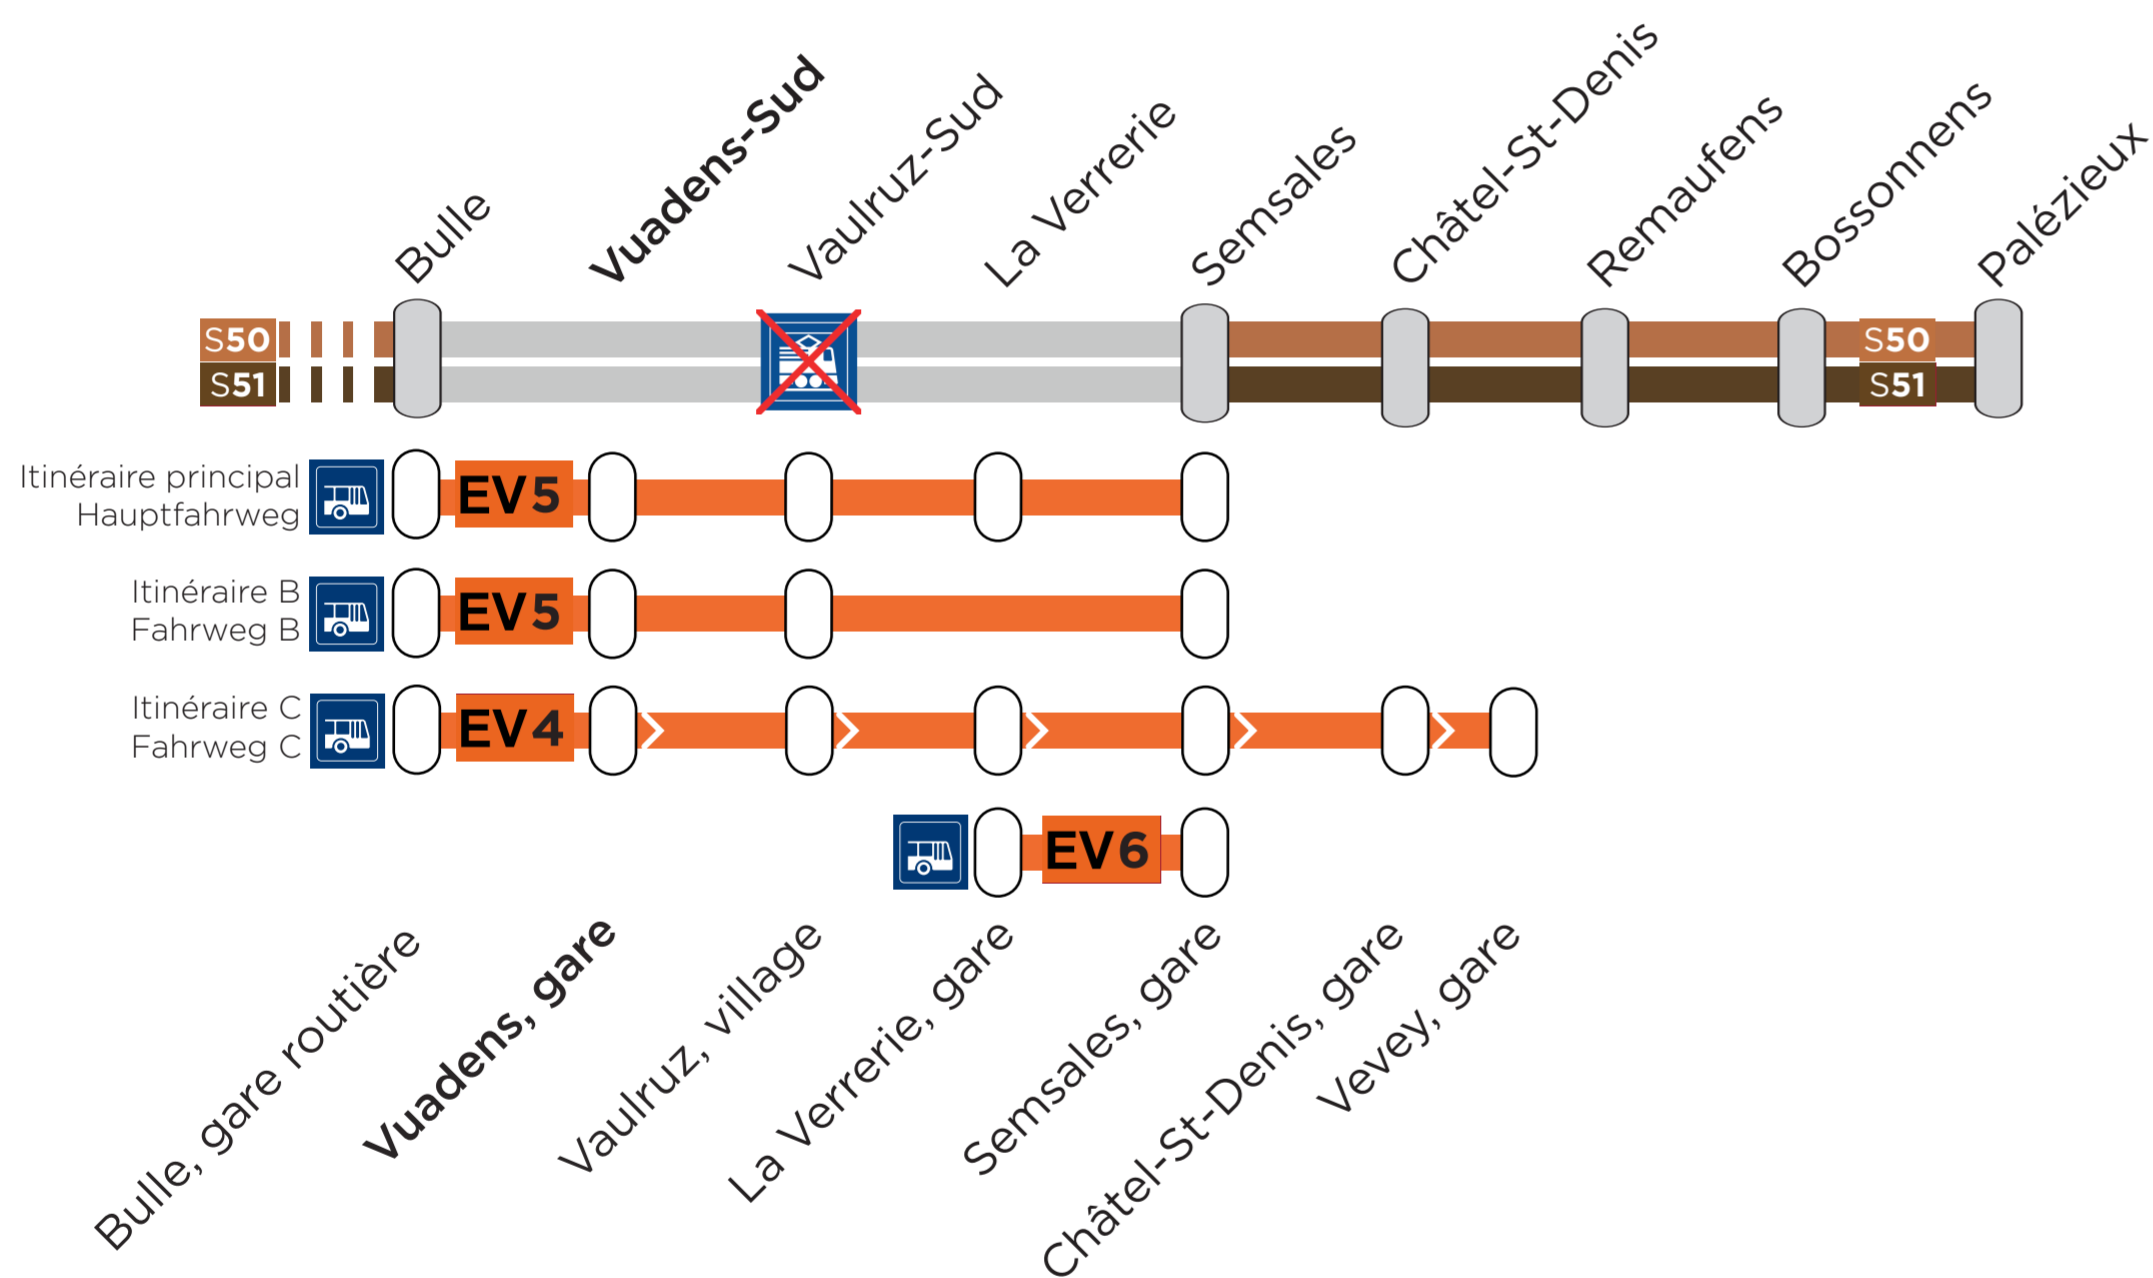 Bulle
Vuadens-Sud
Vaulruz-Sud
La Verrerie
Semsales
Châtel-St-Denis
Remaufens
Bossonnens
Palézieux
S50
S50
S51
S51
Itinéraire principal
Hauptfahrweg
EV5
Itinéraire B
Fahrweg B
EV5
Itinéraire C
Fahrweg C
EV4
EV6
Bulle, gare routière
Vuadens, gare
Vaulruz, village
La Verrerie, gare
Semsales, gare
Châtel-St-Denis, gare
Vevey, gare